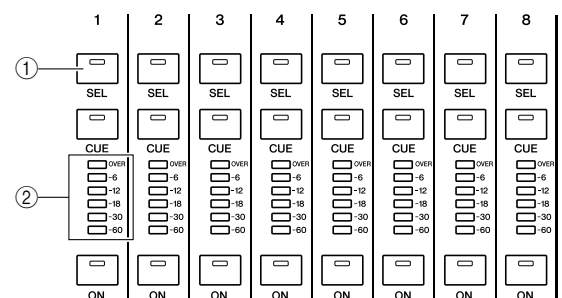 1 2 3 4 5 6 7 8
①
SEL SEL SEL SEL SEL SEL SEL SEL
CUE CUE CUE CUE CUE CUE CUE CUE
OVER OVER OVER OVER OVER OVER OVER OVER
-6 -6 -6 -6 -6 -6 -6 -6
-12 -12 -12 -12 -12 -12 -12 -12
② -18 -18 -18 -18 -18 -18 -18 -18
-30 -30 -30 -30 -30 -30 -30 -30
-60 -60 -60 -60 -60 -60 -60 -60
ON ON ON ON ON ON ON ON